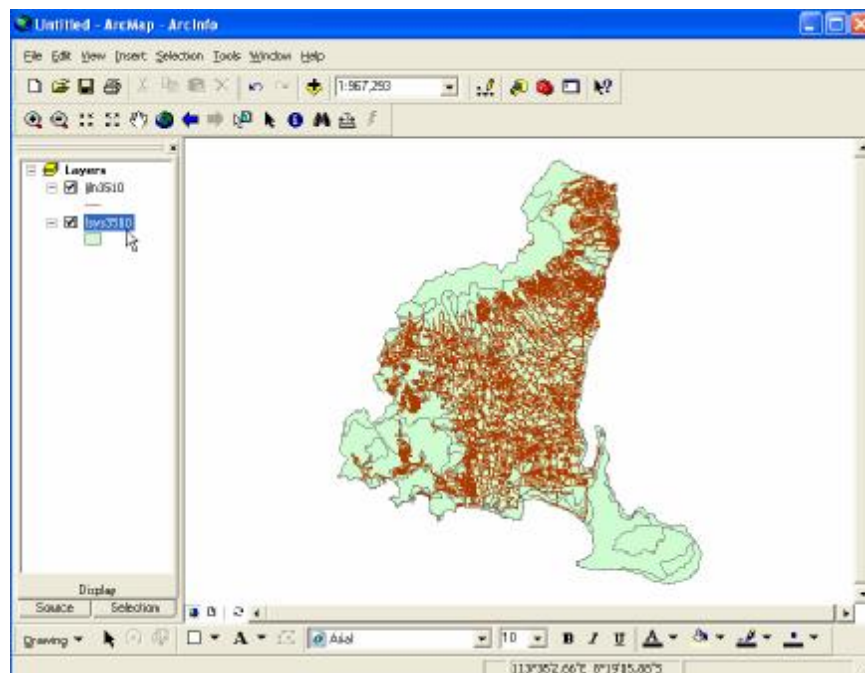 Untitled - ArcMap - ArcInfo
File Edit View Insert Selection Tools Window Help
1:967,293
Layers
jln3510
lsys3510
Display
Source Selection
Drawing
A
Arial
10
B I U A